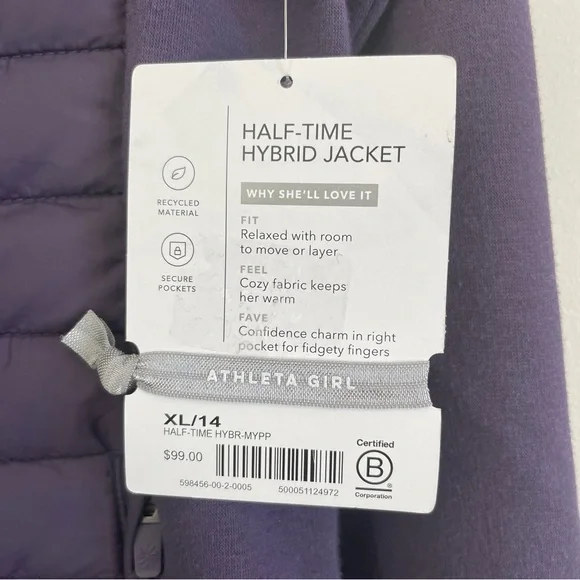 HALF-TIME
HYBRID JACKET
WHY SHE'LL LOVE IT
RECYCLED
MATERIAL
SECURE
POCKETS
FIT
Relaxed with room
to move or layer
FEEL
Cozy fabric keeps
her warm
FAVE
Confidence charm in right
pocket for fidgety fingers
ATHLETA GIRL
XL/14
HALF-TIME HYBR-MYPP
$99.00
598456-00-2-0005 500051124972
Certified
B
Corporation